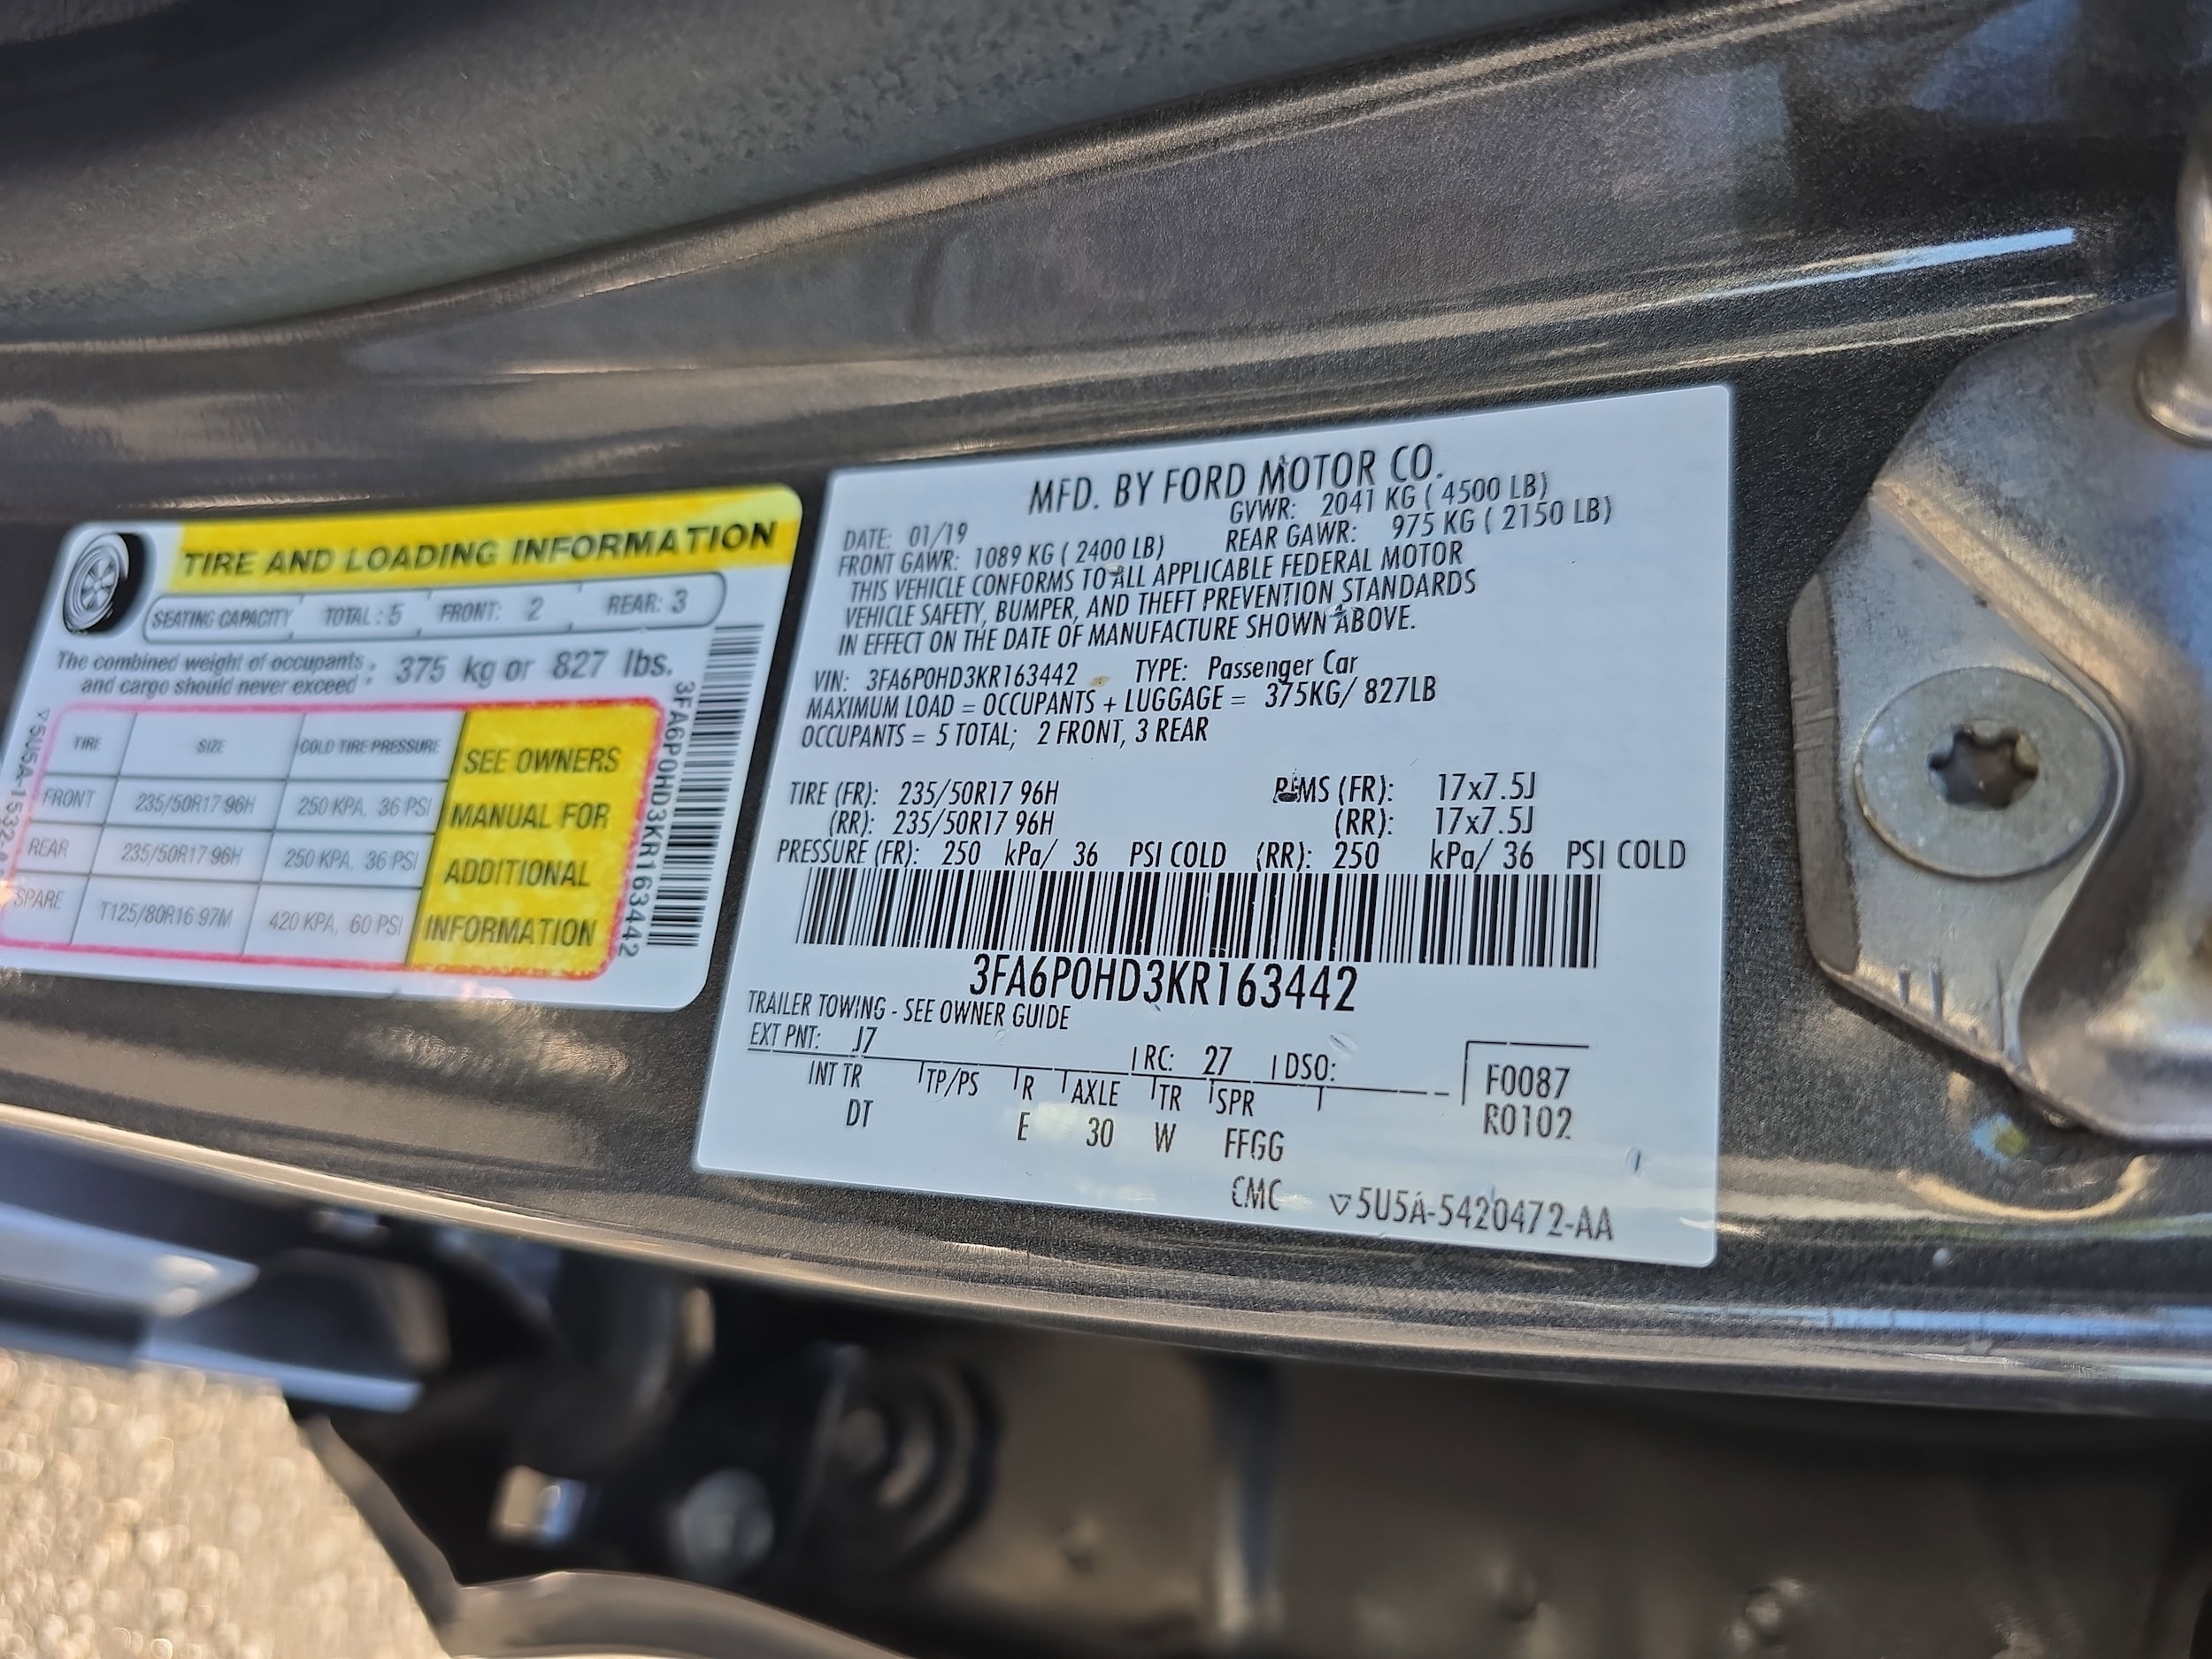 TIRE AND LOADING INFORMATION
SEATING CAPACITY TOTAL : 5 FRONT: 2 REAR: 3
The combined weight of occupants
and cargo should never exceed : 375 kg or 827 lbs.
TIRE SIZE COLD TIRE PRESSURE
FRONT 235/50R17 96H 250 KPA, 36 PSI
REAR 235/50R17 96H 250 KPA, 36 PSI
SPARE T125/80R16 97M 420 KPA, 60 PSI
SEE OWNERS
MANUAL FOR
ADDITIONAL
INFORMATION
3FA6P0HD3KR163442
MFD. BY FORD MOTOR CO.
DATE: 01/19 GVWR: 2041 KG ( 4500 LB)
FRONT GAWR: 1089 KG ( 2400 LB) REAR GAWR: 975 KG ( 2150 LB)
THIS VEHICLE CONFORMS TO ALL APPLICABLE FEDERAL MOTOR
VEHICLE SAFETY, BUMPER, AND THEFT PREVENTION STANDARDS
IN EFFECT ON THE DATE OF MANUFACTURE SHOWN ABOVE.
VIN: 3FA6P0HD3KR163442 TYPE: Passenger Car
MAXIMUM LOAD = OCCUPANTS + LUGGAGE = 375KG/ 827LB
OCCUPANTS = 5 TOTAL; 2 FRONT, 3 REAR
TIRE (FR): 235/50R17 96H RIMS (FR): 17x7.5J
(RR): 235/50R17 96H (RR): 17x7.5J
PRESSURE (FR): 250 kPa/ 36 PSI COLD (RR): 250 kPa/ 36 PSI COLD
3FA6P0HD3KR163442
TRAILER TOWING - SEE OWNER GUIDE
EXT PNT: J7 RC: 27 DSO:
INT TR TP/PS R AXLE TR SPR
DT E 30 W FFGG
CMC
F0087
R0102
▽5U5A-5420472-AA